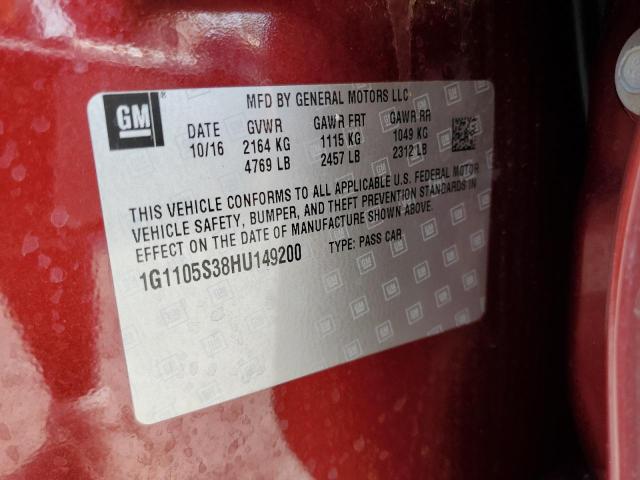 GM
MFD BY GENERAL MOTORS LLC
DATE GVWR GAWR FRT GAWR RR
10/16 2164 KG 1115 KG 1049 KG
4769 LB 2457 LB 2312 LB
THIS VEHICLE CONFORMS TO ALL APPLICABLE U.S. FEDERAL MOTOR
VEHICLE SAFETY, BUMPER, AND THEFT PREVENTION STANDARDS IN
EFFECT ON THE DATE OF MANUFACTURE SHOWN ABOVE.
1G1105S38HU149200 TYPE: PASS CAR